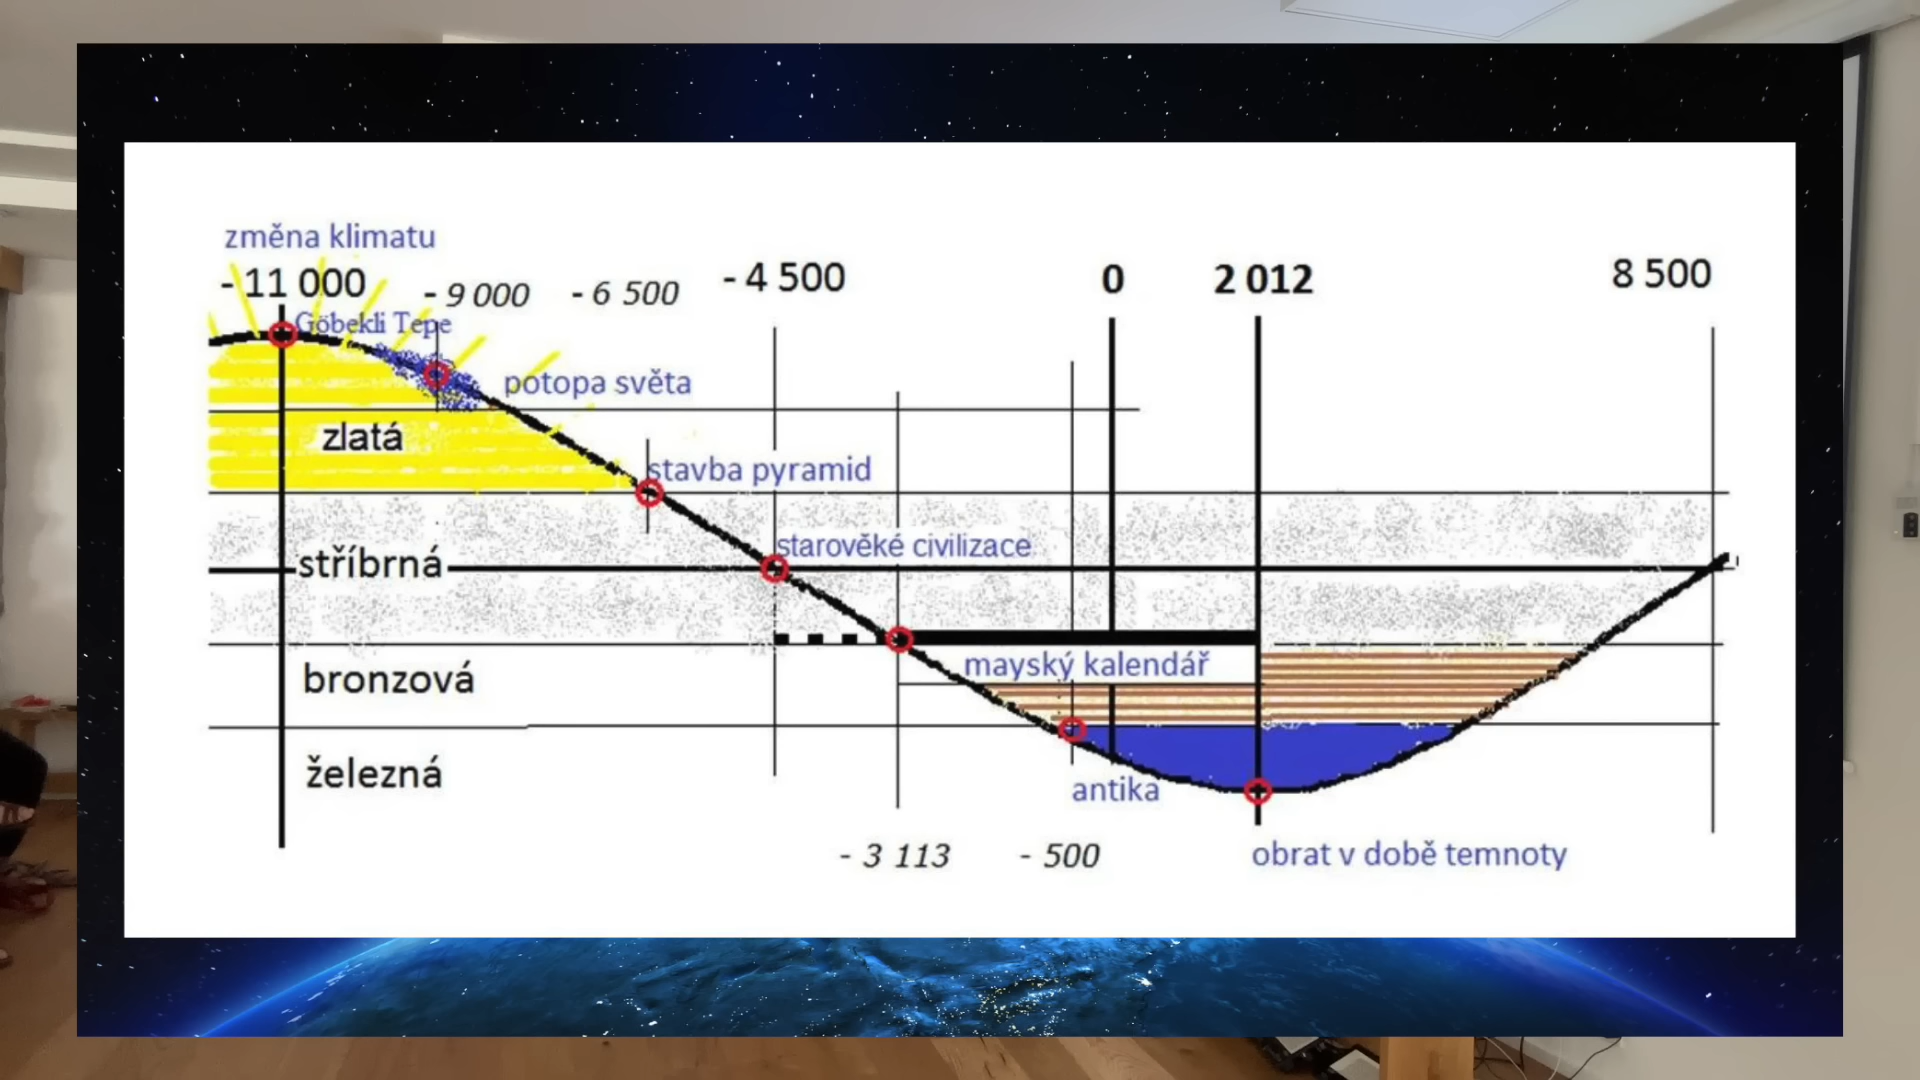 změna klimatu
- 11 000
- 9 000
- 6 500
- 4 500
0
2 012
8 500
Göbekli Tepe
potopa světa
zlatá
stavba pyramid
starověké civilizace
stříbrná
mayský kalendář
bronzová
železná
antika
- 3 113
- 500
obrat v době temnoty